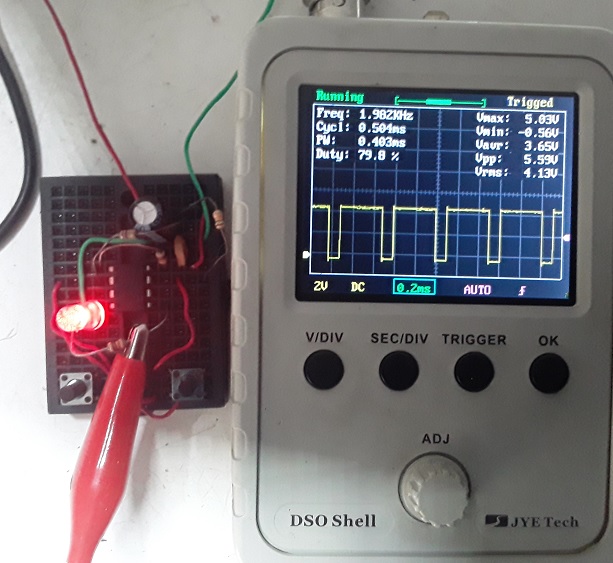 Running Trigged
Freq: 1.982KHz Vmax: 5.03V
Cycl: 0.504ms Vmin: -0.56V
PW: 0.403ms Vavr: 3.65V
Duty: 79.8 % Vpp: 5.59V
Vrms: 4.13V
2V DC 0.2ms AUTO
V/DIV SEC/DIV TRIGGER OK
ADJ
DSO Shell JYE Tech